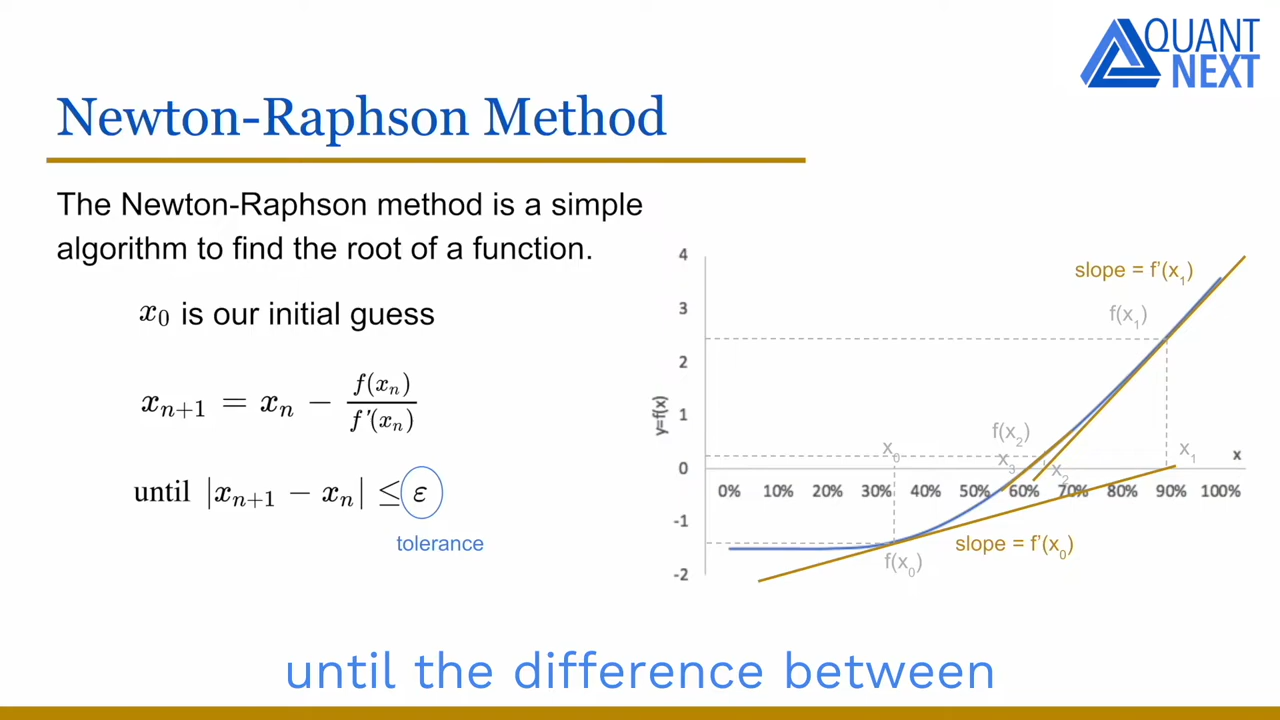 QUANT
NEXT
Newton-Raphson Method
The Newton-Raphson method is a simple
algorithm to find the root of a function.
x₀ is our initial guess
xₙ₊₁ = xₙ − f(xₙ) / f'(xₙ)
until |xₙ₊₁ − xₙ| ≤ ε
tolerance
4
3
2
1
0
-1
-2
y=f(x)
slope = f'(x₁)
f(x₁)
f(x₂)
x₀
x₃
x₂
x₁
x
0% 10% 20% 30% 40% 50% 60% 70% 80% 90% 100%
slope = f'(x₀)
f(x₀)
until the difference between